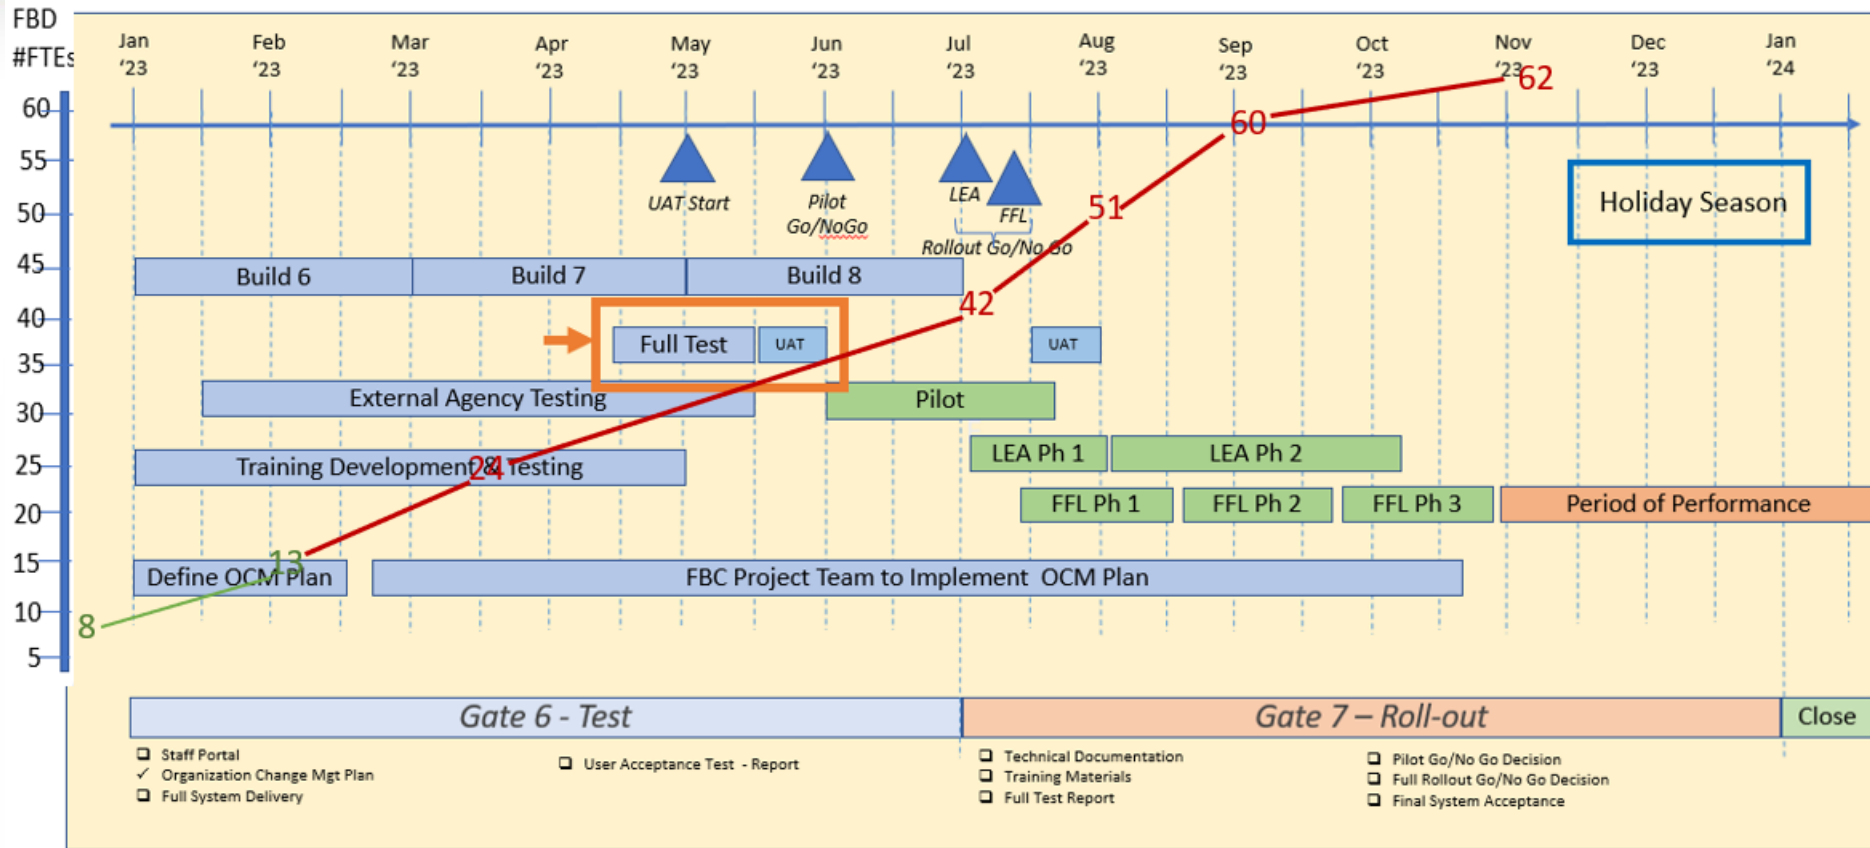 FBD
#FTEs
Jan '23
Feb '23
Mar '23
Apr '23
May '23
Jun '23
Jul '23
Aug '23
Sep '23
Oct '23
Nov '23
Dec '23
Jan '24
60
55
50
45
40
35
30
25
20
15
10
5
62
60
51
42
24
13
8
UAT Start
Pilot
Go/NoGo
LEA
FFL
Rollout Go/No Go
Holiday Season
Build 6
Build 7
Build 8
Full Test
UAT
UAT
External Agency Testing
Pilot
Training Development & Testing
LEA Ph 1
LEA Ph 2
FFL Ph 1
FFL Ph 2
FFL Ph 3
Period of Performance
Define OCM Plan
FBC Project Team to Implement OCM Plan
Gate 6 - Test
Gate 7 – Roll-out
Close
❑ Staff Portal
✓ Organization Change Mgt Plan
❑ Full System Delivery
❑ User Acceptance Test - Report
❑ Technical Documentation
❑ Training Materials
❑ Full Test Report
❑ Pilot Go/No Go Decision
❑ Full Rollout Go/No Go Decision
❑ Final System Acceptance